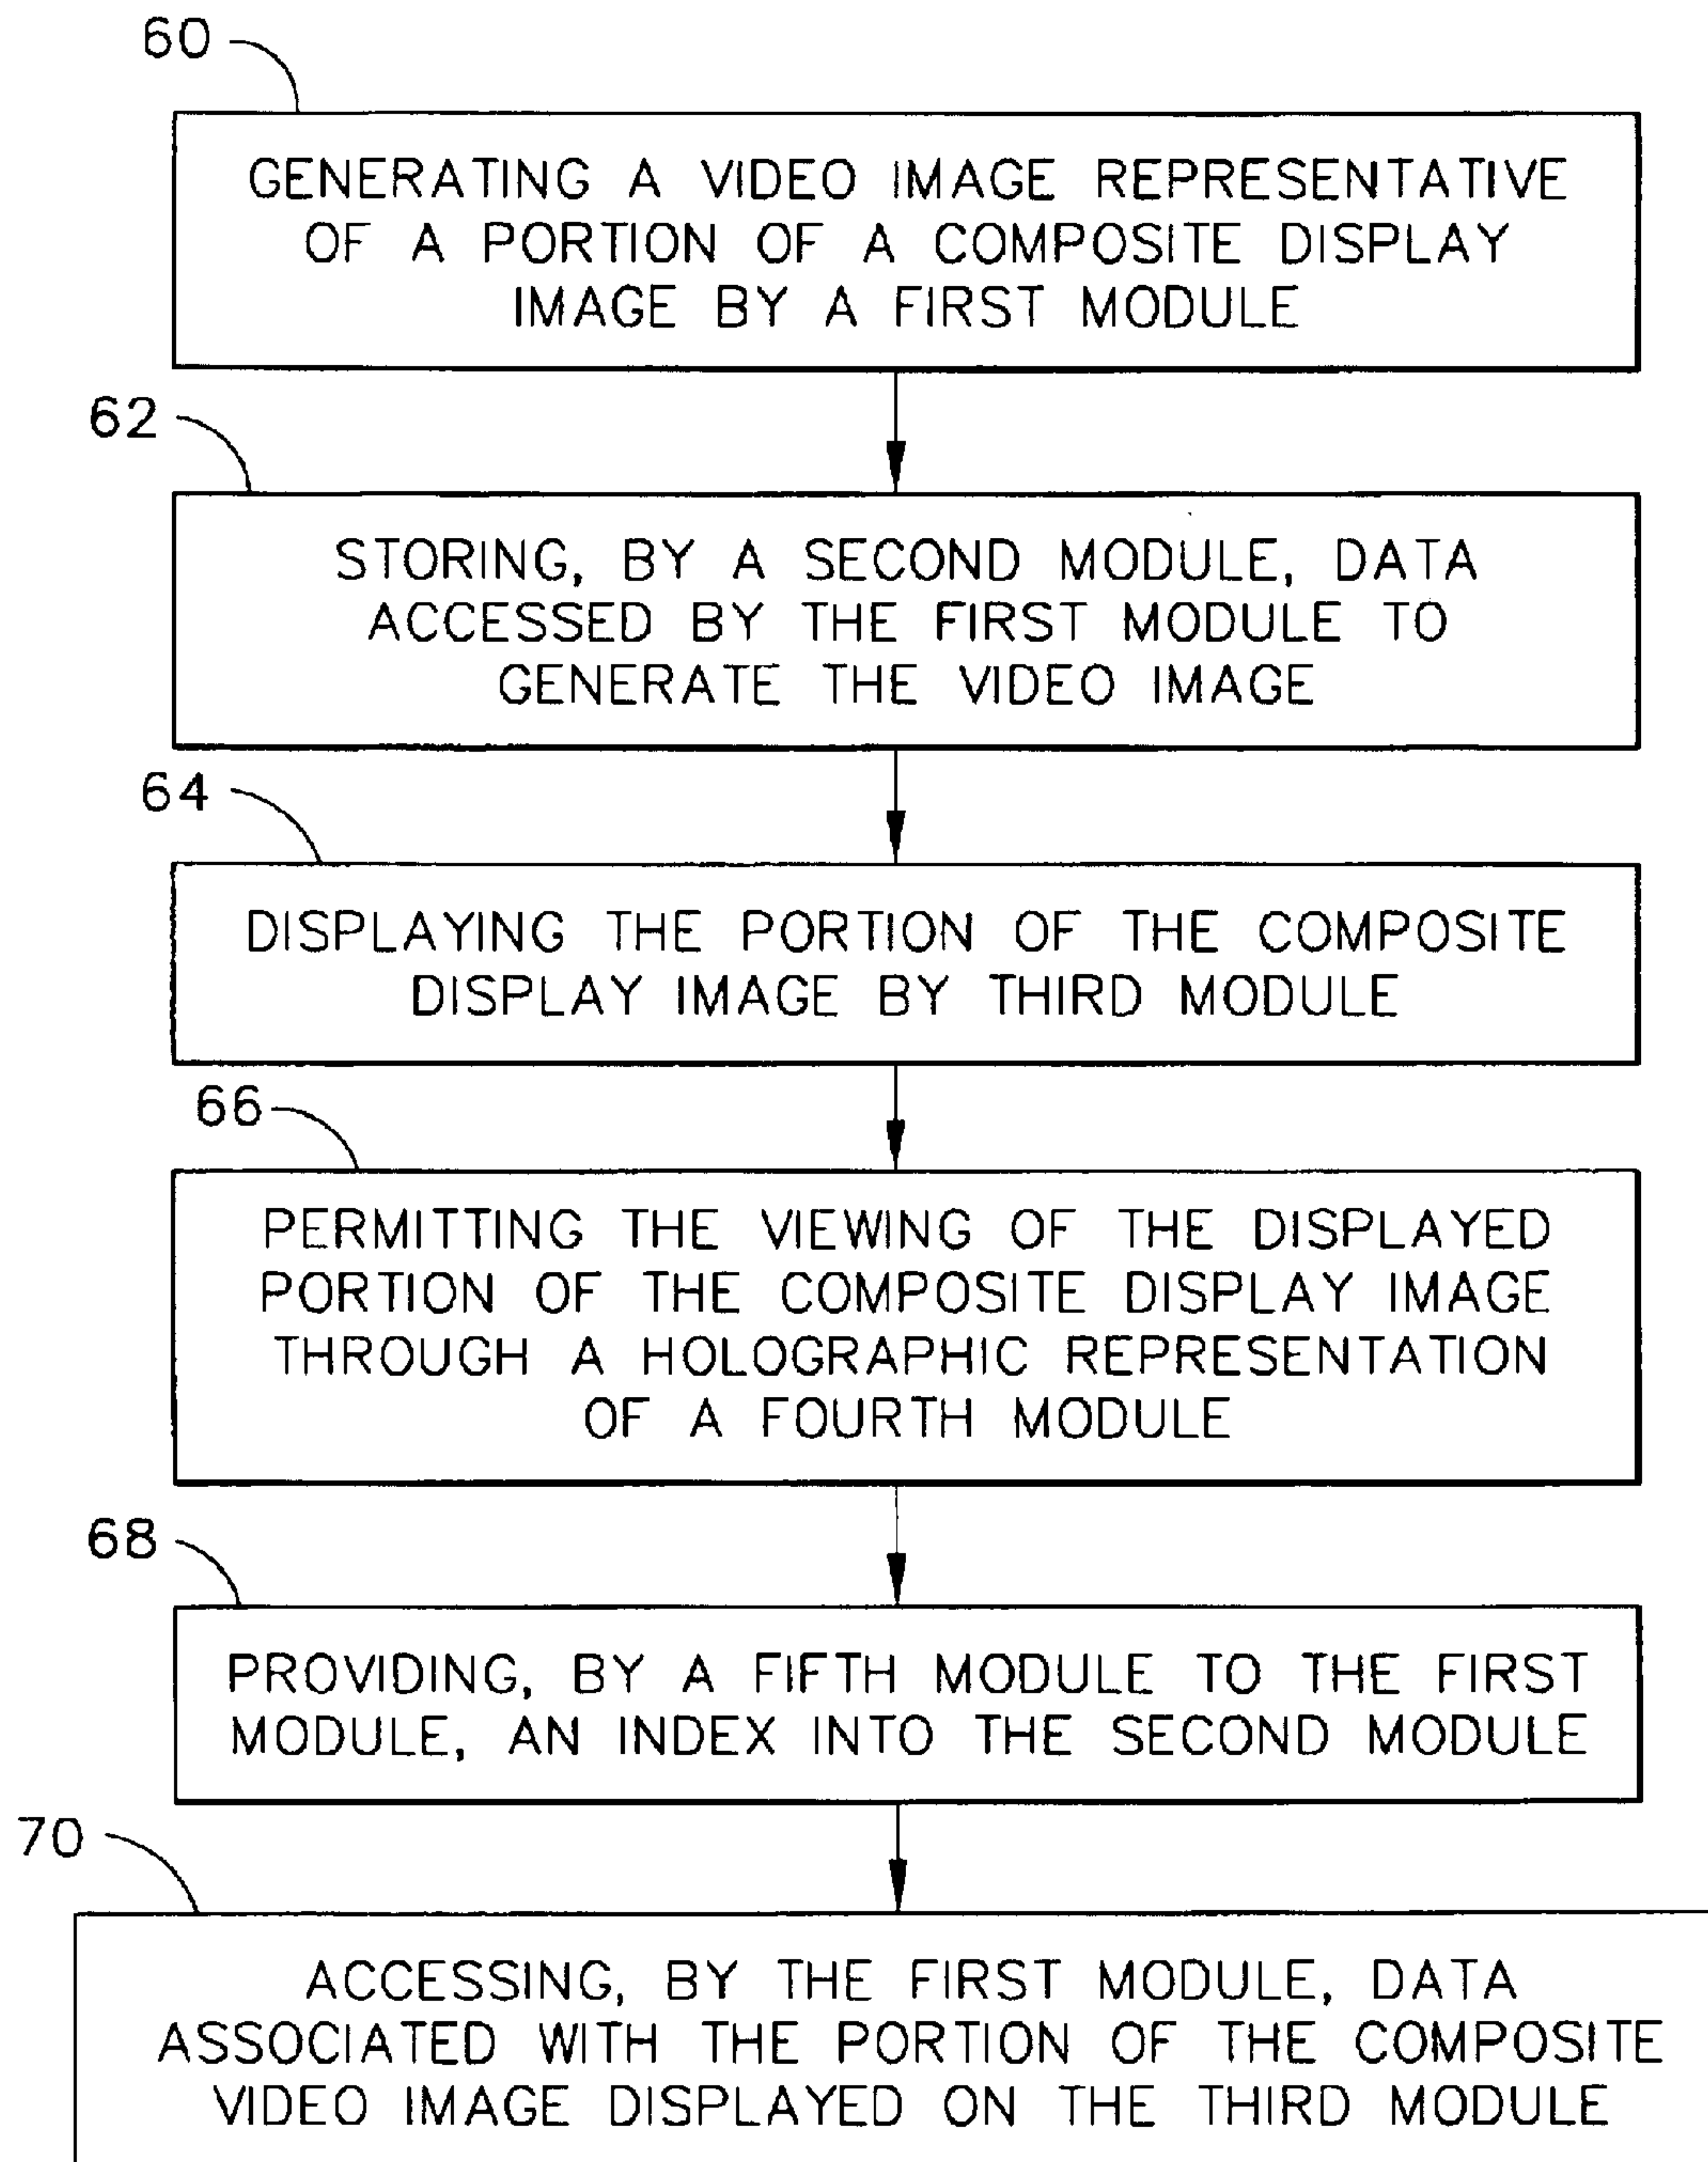 60
GENERATING A VIDEO IMAGE REPRESENTATIVE
OF A PORTION OF A COMPOSITE DISPLAY
IMAGE BY A FIRST MODULE
62
STORING, BY A SECOND MODULE, DATA
ACCESSED BY THE FIRST MODULE TO
GENERATE THE VIDEO IMAGE
64
DISPLAYING THE PORTION OF THE COMPOSITE
DISPLAY IMAGE BY THIRD MODULE
66
PERMITTING THE VIEWING OF THE DISPLAYED
PORTION OF THE COMPOSITE DISPLAY IMAGE
THROUGH A HOLOGRAPHIC REPRESENTATION
OF A FOURTH MODULE
68
PROVIDING, BY A FIFTH MODULE TO THE FIRST
MODULE, AN INDEX INTO THE SECOND MODULE
70
ACCESSING, BY THE FIRST MODULE, DATA
ASSOCIATED WITH THE PORTION OF THE COMPOSITE
VIDEO IMAGE DISPLAYED ON THE THIRD MODULE